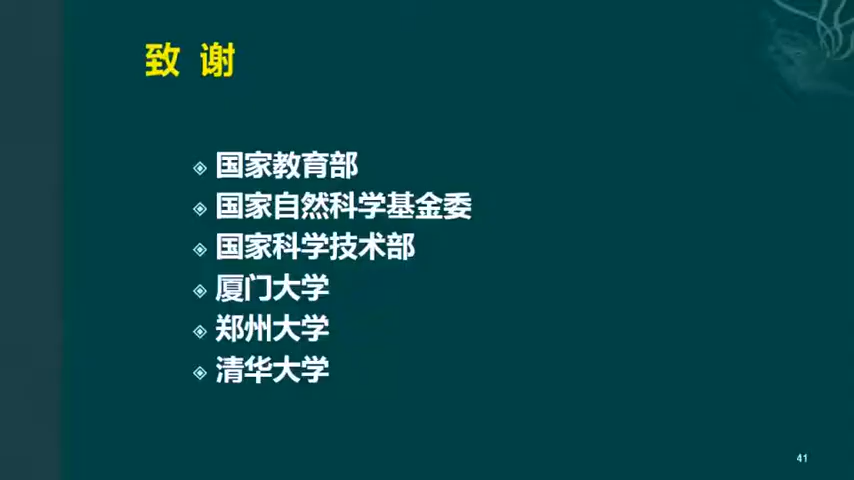 致 谢
国家教育部
国家自然科学基金委
国家科学技术部
厦门大学
郑州大学
清华大学
41